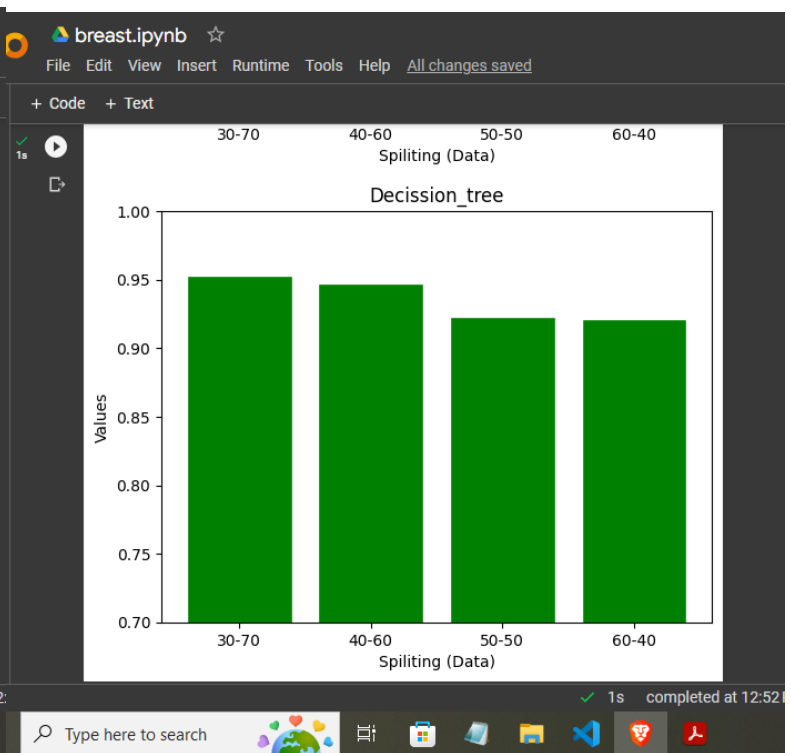 breast.ipynb
File Edit View Insert Runtime Tools Help All changes saved
+ Code + Text
1s
30-70 40-60 50-50 60-40
Spiliting (Data)
Decission_tree
1.00
0.95
0.90
0.85
0.80
0.75
0.70
Values
30-70 40-60 50-50 60-40
Spiliting (Data)
1s completed at 12:52
Type here to search